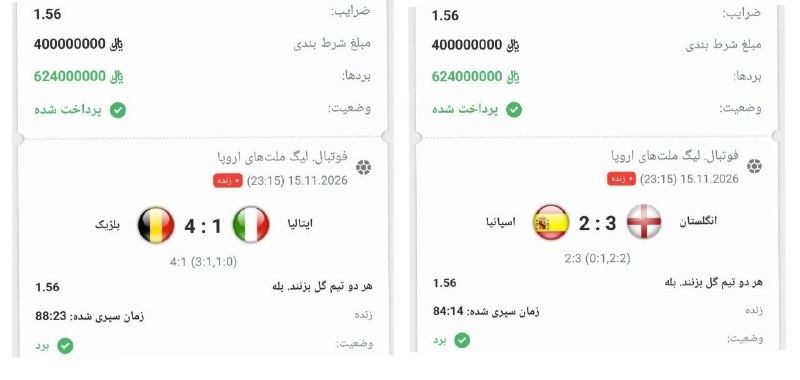 ضرایب: 1.56
مبلغ شرط بندی 400000000 ﷼
بردها: 624000000 ﷼
وضعیت: پرداخت شده
فوتبال. لیگ ملت‌های اروپا
15.11.2026 (23:15) • زنده
ایتالیا 4 : 1 بلژیک
4:1 (3:1,1:0)
هر دو تیم گل بزنند. بله 1.56
زنده زمان سپری شده: 88:23
وضعیت: برد
ضرایب: 1.56
مبلغ شرط بندی 400000000 ﷼
بردها: 624000000 ﷼
وضعیت: پرداخت شده
فوتبال. لیگ ملت‌های اروپا
15.11.2026 (23:15) • زنده
انگلستان 2 : 3 اسپانیا
2:3 (0:1,2:2)
هر دو تیم گل بزنند. بله 1.56
زنده زمان سپری شده: 84:14
وضعیت: برد